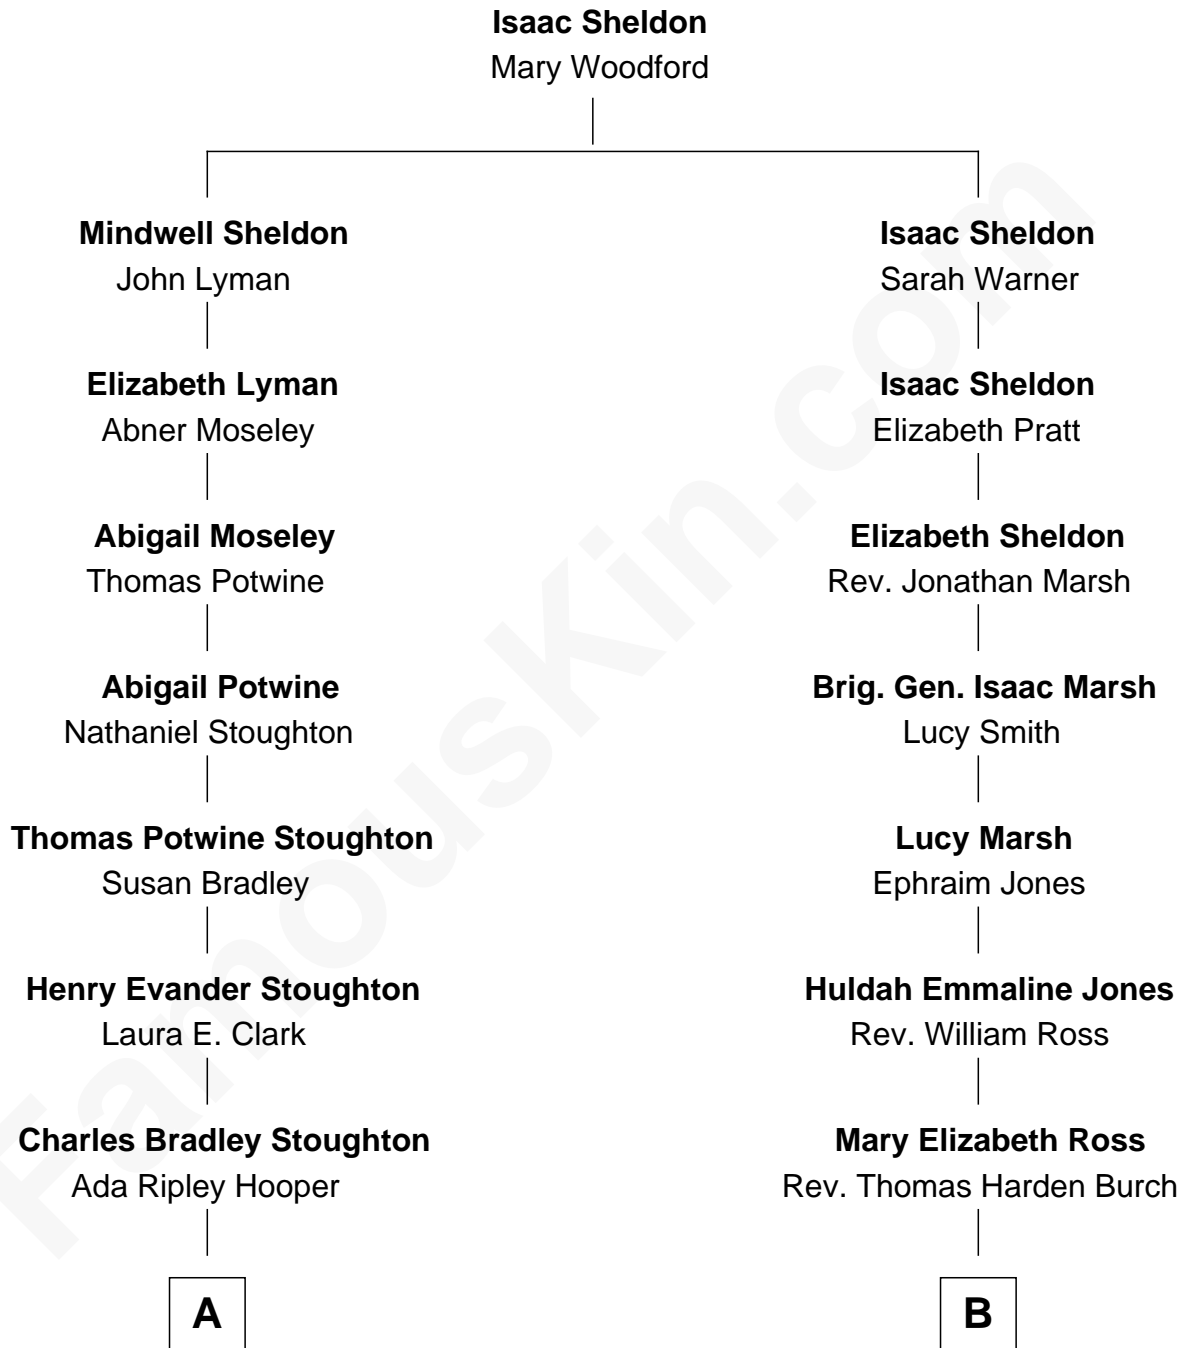 Isaac Sheldon
Mary Woodford
Mindwell Sheldon
John Lyman
Isaac Sheldon
Sarah Warner
Elizabeth Lyman
Abner Moseley
Isaac Sheldon
Elizabeth Pratt
Abigail Moseley
Thomas Potwine
Elizabeth Sheldon
Rev. Jonathan Marsh
Abigail Potwine
Nathaniel Stoughton
Brig. Gen. Isaac Marsh
Lucy Smith
Thomas Potwine Stoughton
Susan Bradley
Lucy Marsh
Ephraim Jones
Henry Evander Stoughton
Laura E. Clark
Huldah Emmaline Jones
Rev. William Ross
Charles Bradley Stoughton
Ada Ripley Hooper
Mary Elizabeth Ross
Rev. Thomas Harden Burch
A
B
FamousKin.com